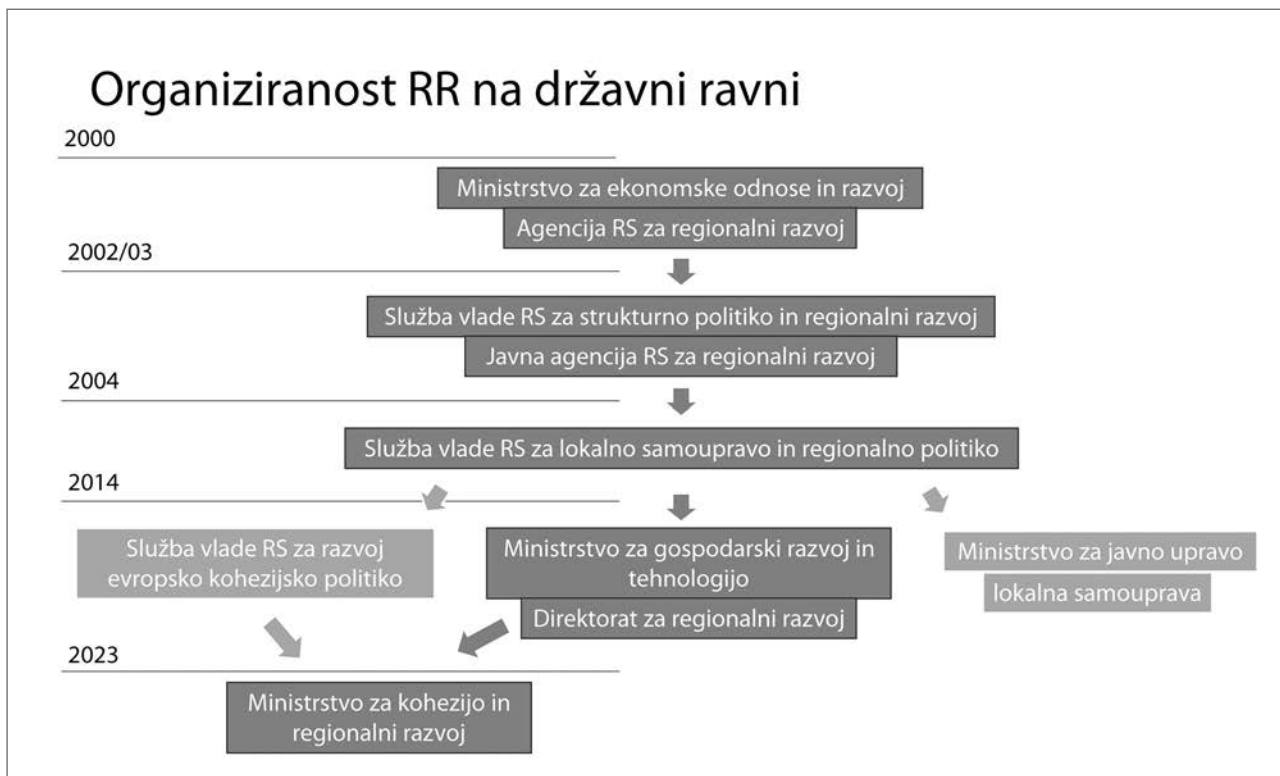 Organiziranost RR na državni ravni
2000
Ministrstvo za ekonomske odnose in razvoj
Agencija RS za regionalni razvoj
2002/03
Služba vlade RS za strukturno politiko in regionalni razvoj
Javna agencija RS za regionalni razvoj
2004
Služba vlade RS za lokalno samoupravo in regionalno politiko
2014
Služba vlade RS za razvoj
evropsko kohezijsko politiko
Ministrstvo za gospodarski razvoj in
tehnologijo
Direktorat za regionalni razvoj
Ministrstvo za javno upravo
lokalna samouprava
2023
Ministrstvo za kohezijo in
regionalni razvoj